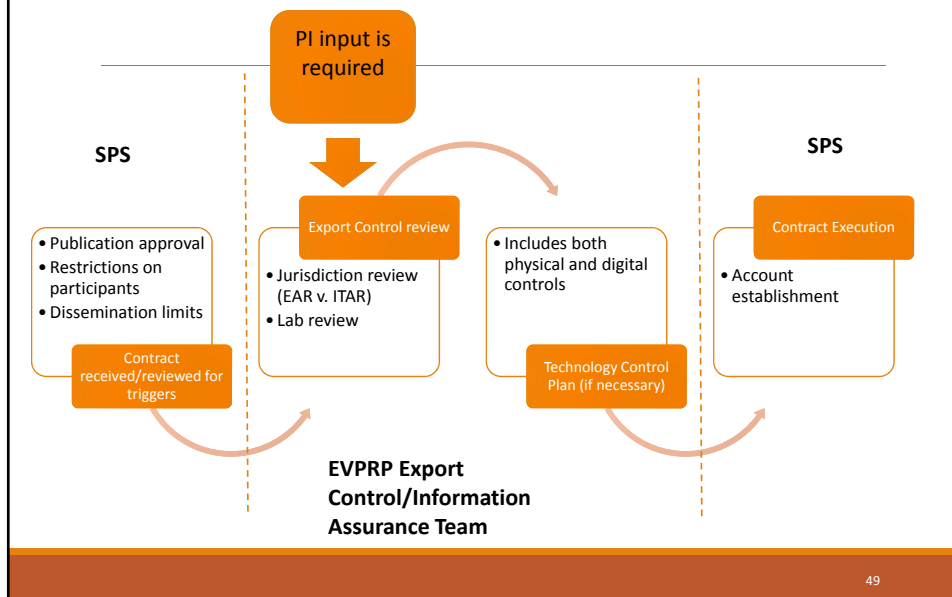 PI input is
required
SPS
• Publication approval
• Restrictions on
participants
• Dissemination limits
Contract
received/reviewed for
triggers
Export Control review
• Jurisdiction review
(EAR v. ITAR)
• Lab review
• Includes both
physical and digital
controls
Technology Control
Plan (if necessary)
SPS
Contract Execution
• Account
establishment
EVPRP Export
Control/Information
Assurance Team
49